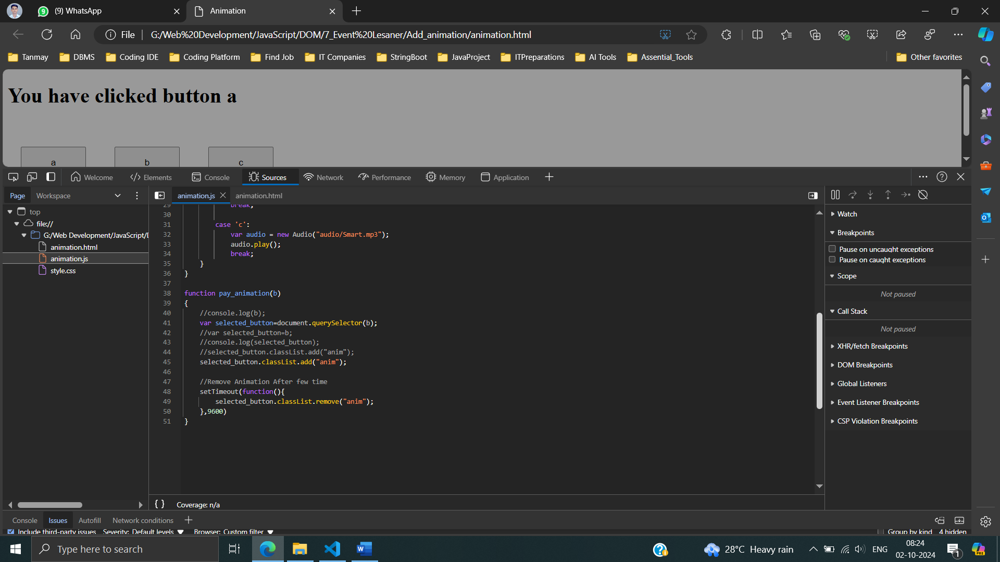 (9) WhatsApp
Animation
File
G:/Web%20Development/JavaScript/DOM/7_Event%20Lesaner/Add_animation/animation.html
Tanmay
DBMS
Coding IDE
Coding Platform
Find Job
IT Companies
StringBoot
JavaProject
ITPreparations
AI Tools
Assential_Tools
Other favorites
You have clicked button a
a
b
c
Welcome
Elements
Console
Sources
Network
Performance
Memory
Application
Page
Workspace
animation.js
animation.html
top
file://
G:/Web Development/JavaScript/
animation.html
animation.js
style.css
29 break;
30
31 case 'c':
32 var audio = new Audio("audio/Smart.mp3");
33 audio.play();
34 break;
35 }
36 }
37
38 function pay_animation(b)
39 {
40 //console.log(b);
41 var selected_button=document.querySelector(b);
42 //var selected_button=b;
43 //console.log(selected_button);
44 //selected_button.classList.add("anim");
45 selected_button.classList.add("anim");
46
47 //Remove Animation After few time
48 setTimeout(function(){
49 selected_button.classList.remove("anim");
50 },9600)
51 }
{ } Coverage: n/a
Watch
Breakpoints
Pause on uncaught exceptions
Pause on caught exceptions
Scope
Not paused
Call Stack
Not paused
XHR/fetch Breakpoints
DOM Breakpoints
Global Listeners
Event Listener Breakpoints
CSP Violation Breakpoints
Console
Issues
Autofill
Network conditions
Include third-party issues
Severity: Default levels
Browser: Custom filter
Group by kind
4 hidden
Type here to search
28°C Heavy rain
ENG
08:24
02-10-2024
1
PRE